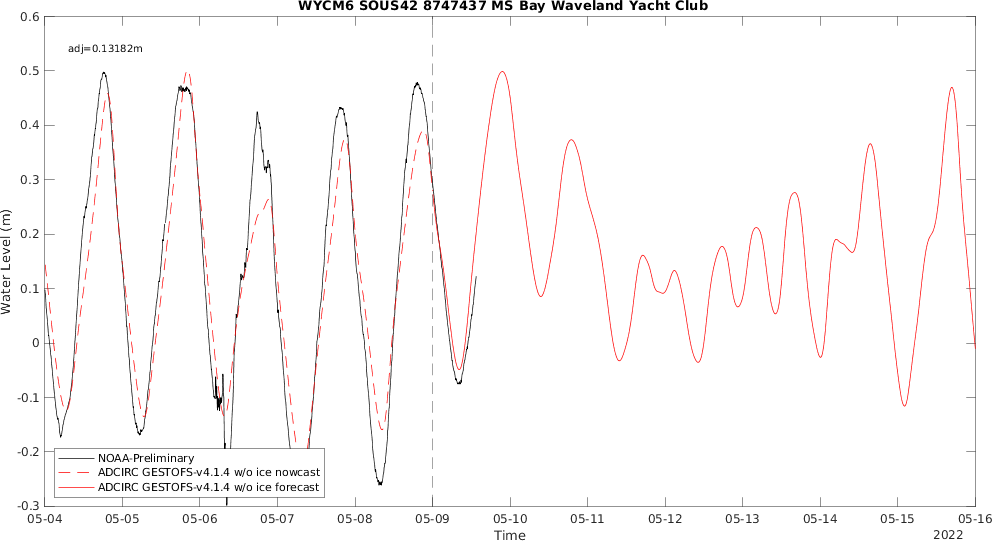 WYCM6 SOUS42 8747437 MS Bay Waveland Yacht Club
adj=0.13182m
0.6
0.5
0.4
0.3
0.2
0.1
0
-0.1
-0.2
-0.3
Water Level (m)
NOAA-Preliminary
ADCIRC GESTOFS-v4.1.4 w/o ice nowcast
ADCIRC GESTOFS-v4.1.4 w/o ice forecast
05-04 05-05 05-06 05-07 05-08 05-09 05-10 05-11 05-12 05-13 05-14 05-15 05-16
Time
2022